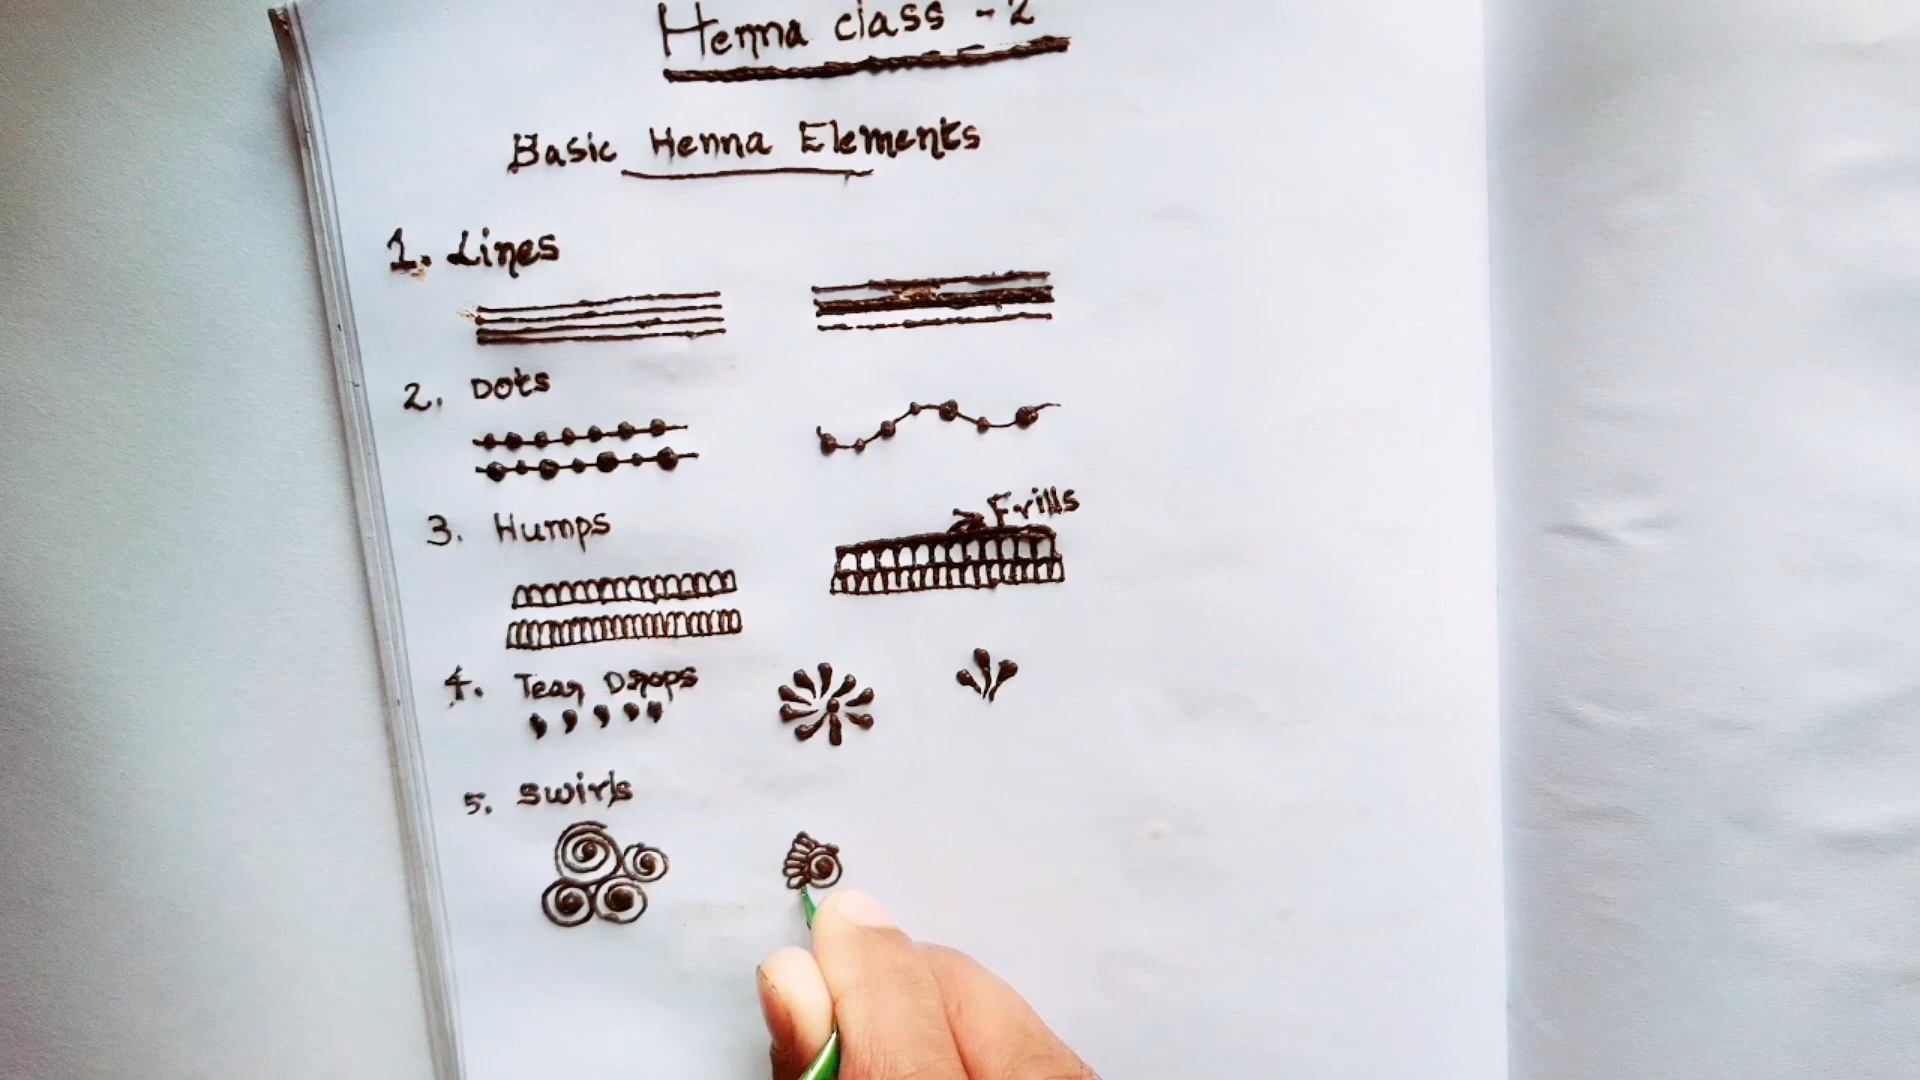 Henna class - 2
Basic Henna Elements
1. Lines
2. Dots
3. Humps
Frills
4. Tear Drops
5. Swirls